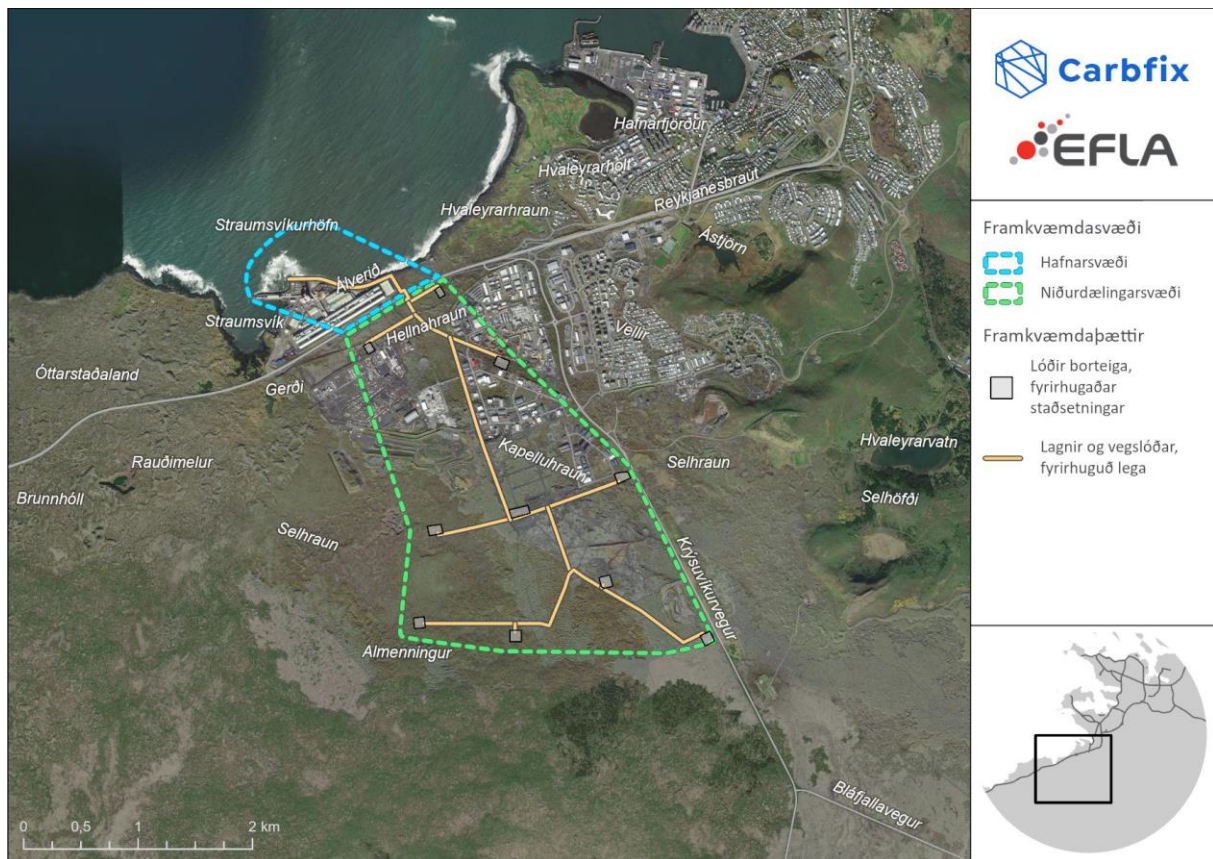 Straumsvíkurhöfn
Álverið
Straumsvík
Hellnahraun
Gerði
Óttarstaðaland
Rauðimelur
Brunnhóll
Selhraun
Almenningur
Hafnarfjörður
Hvaleyrarholt
Hvaleyrarhraun
Reykjanesbraut
Ástjörn
Vellir
Kapelluhraun
Selhraun
Hvaleyrarvatn
Selhöfði
Krýsuvíkurvegur
Bláfjallavegur
0 0,5 1 2 km
Carbfix
EFLA
Framkvæmdasvæði
Hafnarsvæði
Niðurdælingarsvæði
Framkvæmdaþættir
Lóðir borteiga,
fyrirhugaðar
staðsetningar
Lagnir og vegslóðar,
fyrirhuguð lega